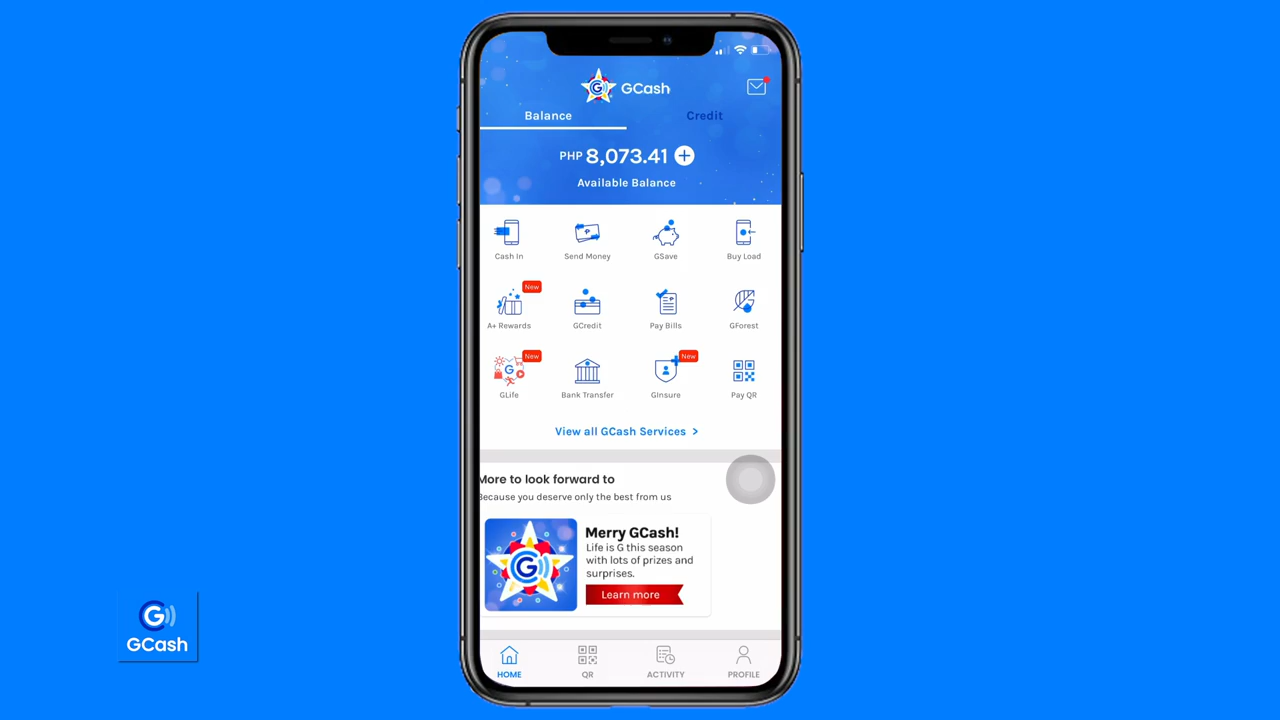 GCash
Balance
Credit
PHP 8,073.41
Available Balance
Cash In
Send Money
GSave
Buy Load
New
A+ Rewards
GCredit
Pay Bills
GForest
New
G
GLife
Bank Transfer
New
GInsure
Pay QR
View all GCash Services >
More to look forward to
Because you deserve only the best from us
G
Merry GCash!
Life is G this season
with lots of prizes and
surprises.
Learn more
HOME
QR
ACTIVITY
PROFILE
G
GCash